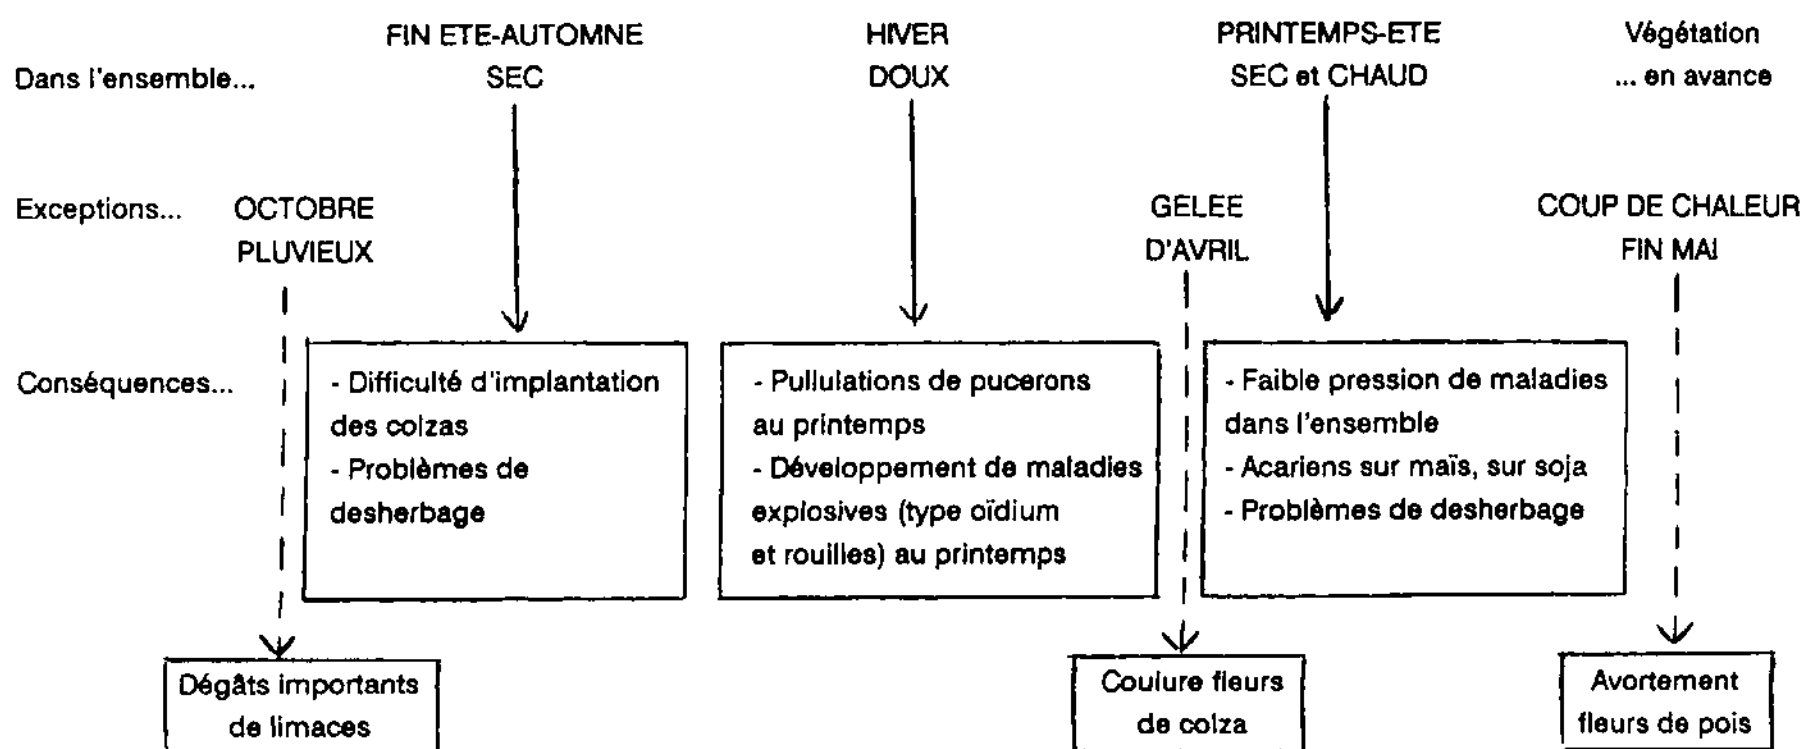 FIN ETE-AUTOMNE HIVER PRINTEMPS-ETE Végétation
Dans l'ensemble... SEC DOUX SEC et CHAUD ... en avance
Exceptions... OCTOBRE GELEE COUP DE CHALEUR
PLUVIEUX D'AVRIL FIN MAI
Conséquences...
- Difficulté d'implantation
des colzas
- Problèmes de
desherbage
- Pullulations de pucerons
au printemps
- Développement de maladies
explosives (type oïdium
et rouilles) au printemps
- Faible pression de maladies
dans l'ensemble
- Acariens sur maïs, sur soja
- Problèmes de desherbage
Dégâts importants
de limaces
Coulure fleurs
de colza
Avortement
fleurs de pois